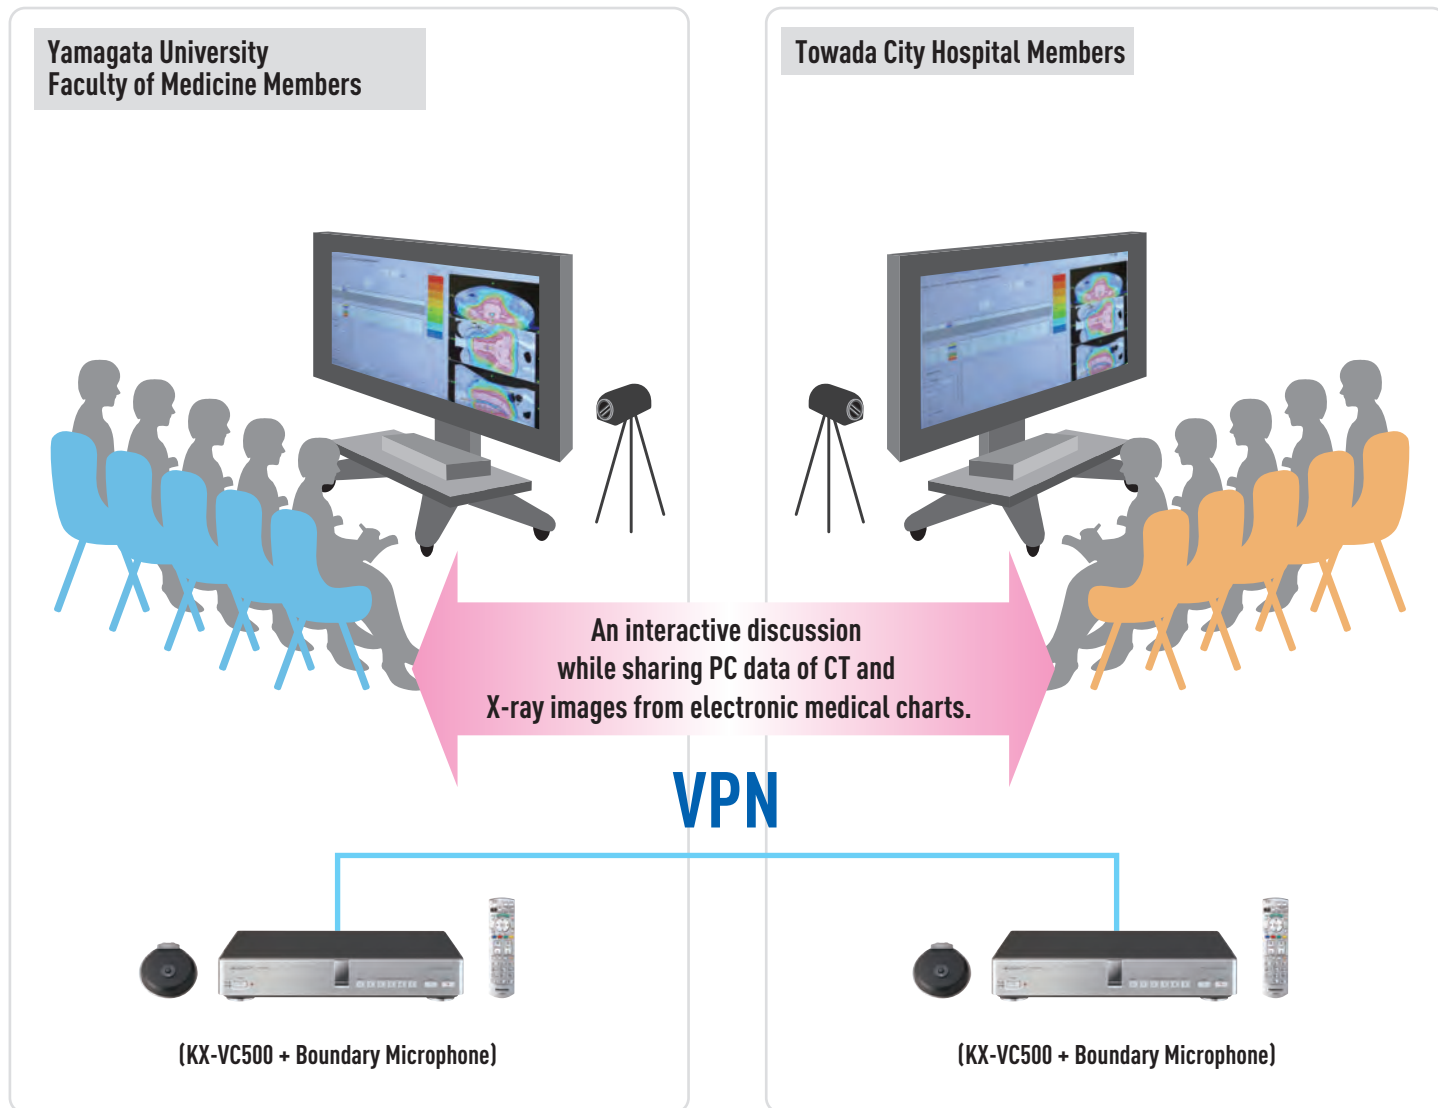 Yamagata University
Faculty of Medicine Members
Towada City Hospital Members
An interactive discussion
while sharing PC data of CT and
X-ray images from electronic medical charts.
VPN
(KX-VC500 + Boundary Microphone)
(KX-VC500 + Boundary Microphone)